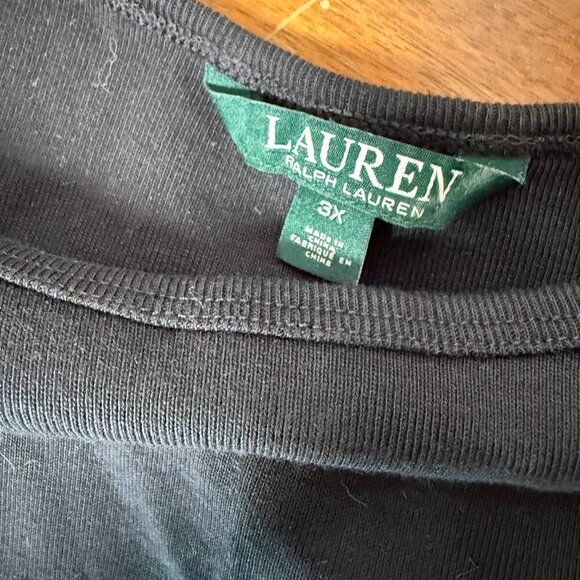 LAUREN
RALPH LAUREN
3X
MADE IN
CHINA
FABRIQUÉ EN
CHINE